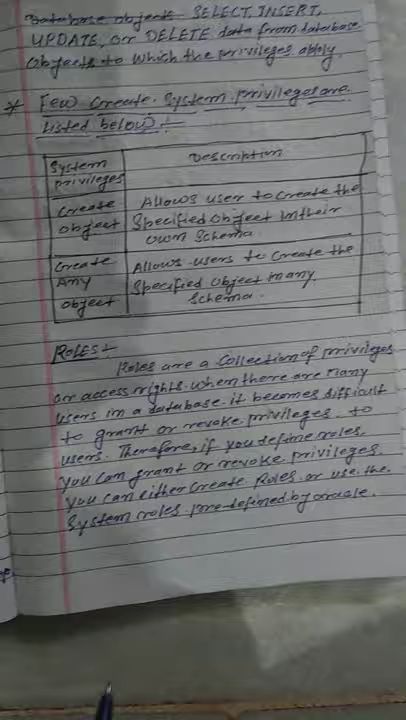 Database objects SELECT, INSERT,
UPDATE, or DELETE data from database
objects to which the privileges apply.
* Few Create System privileges are
listed below:-
System privileges
Description
Create object
Allows user to create the
Specified object in their
own Schema.
Create Any object
Allows users to create the
Specified object in any
Schema.
ROLES:-
Roles are a collection of privileges
or access rights. when there are many
users in a database it becomes difficult
to grant or revoke privileges to
users. Therefore, if you define roles,
you can grant or revoke privileges.
you can either Create Roles or use the
System roles pre-defined by oracle.